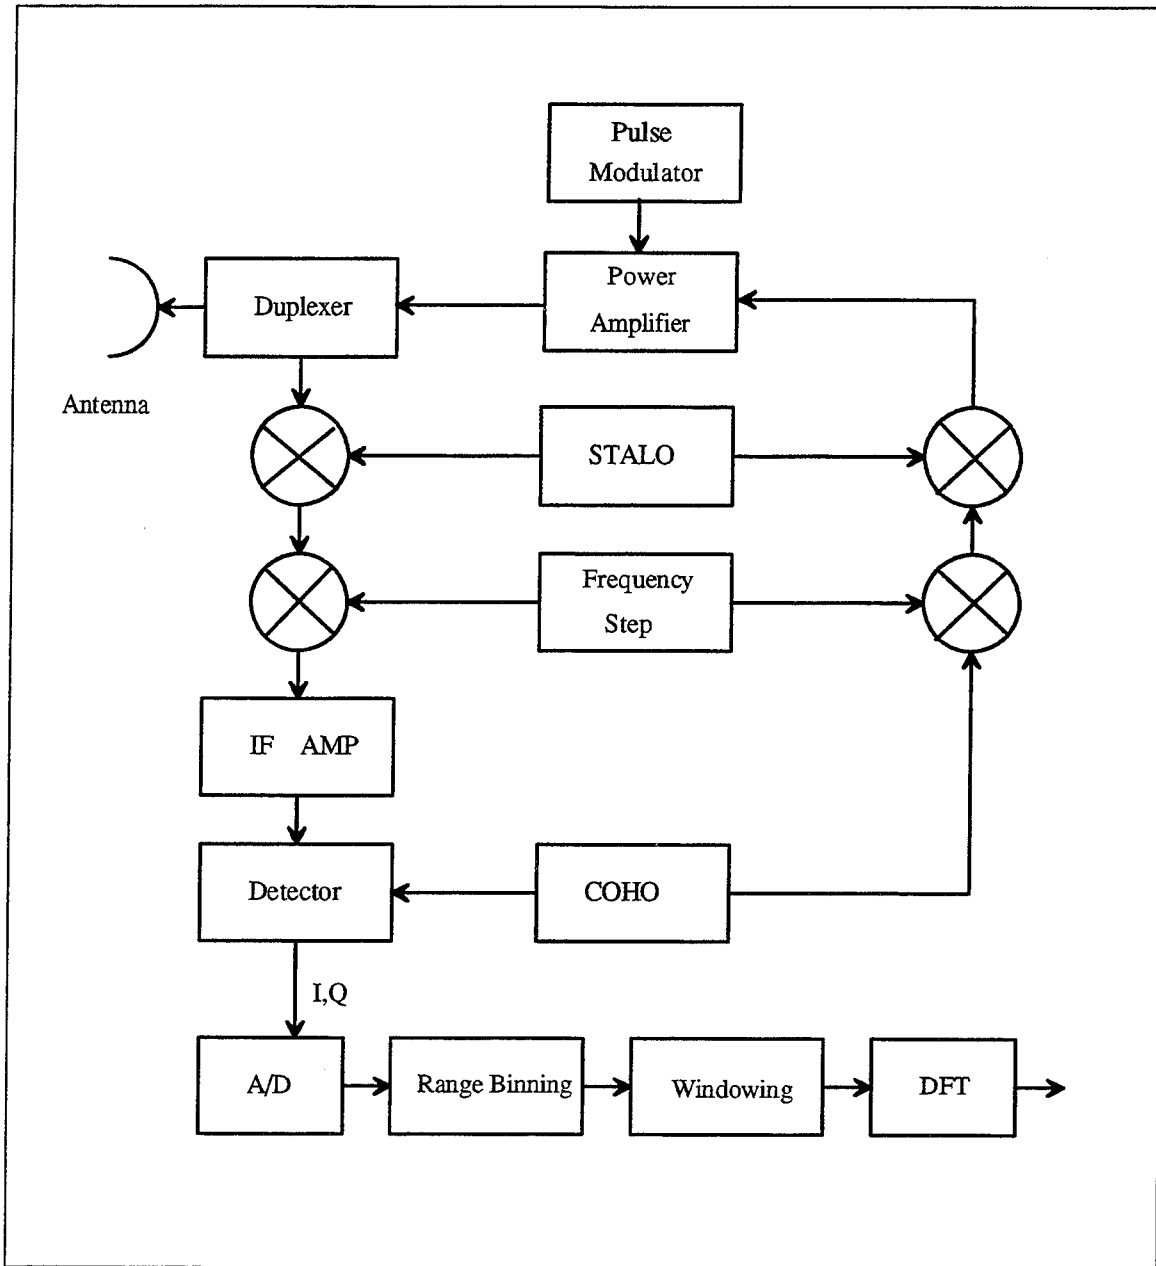 Pulse
Modulator
Power
Amplifier
Duplexer
Antenna
STALO
Frequency
Step
IF AMP
Detector
COHO
I,Q
A/D
Range Binning
Windowing
DFT